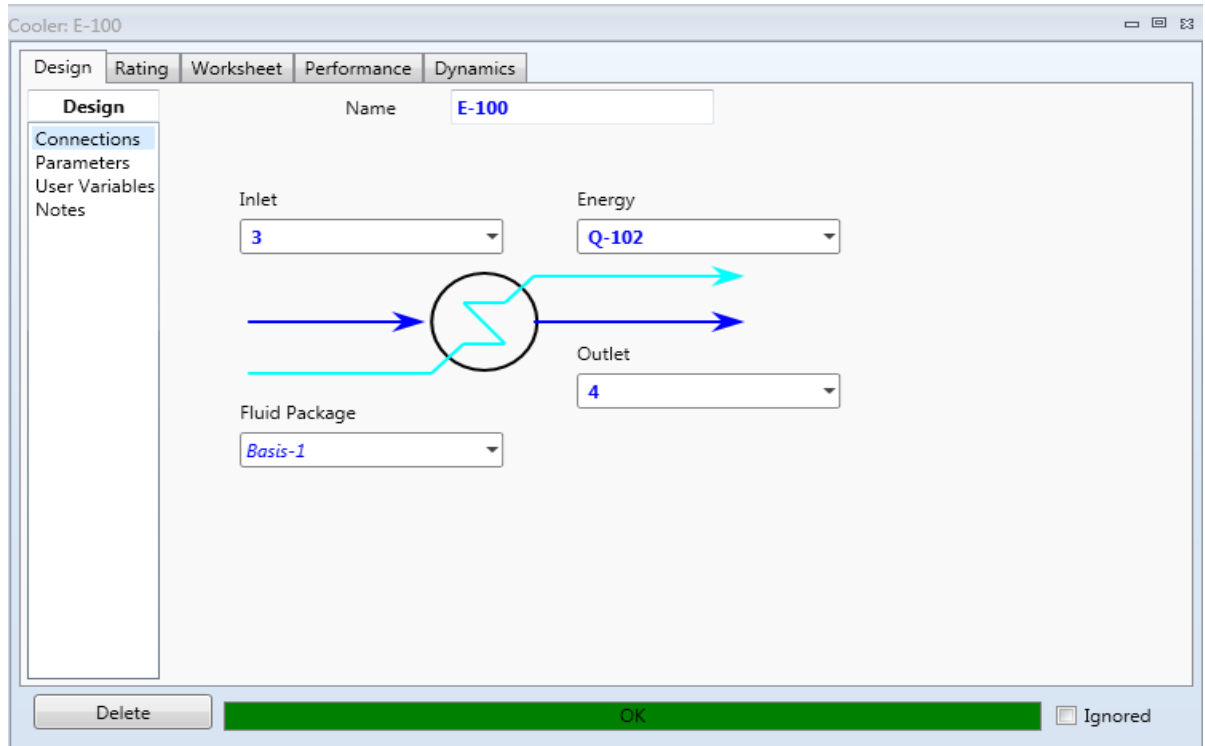 Cooler: E-100
Design Rating Worksheet Performance Dynamics
Design
Connections
Parameters
User Variables
Notes
Name E-100
Inlet Energy
3 Q-102
Outlet
4
Fluid Package
Basis-1
Delete OK Ignored